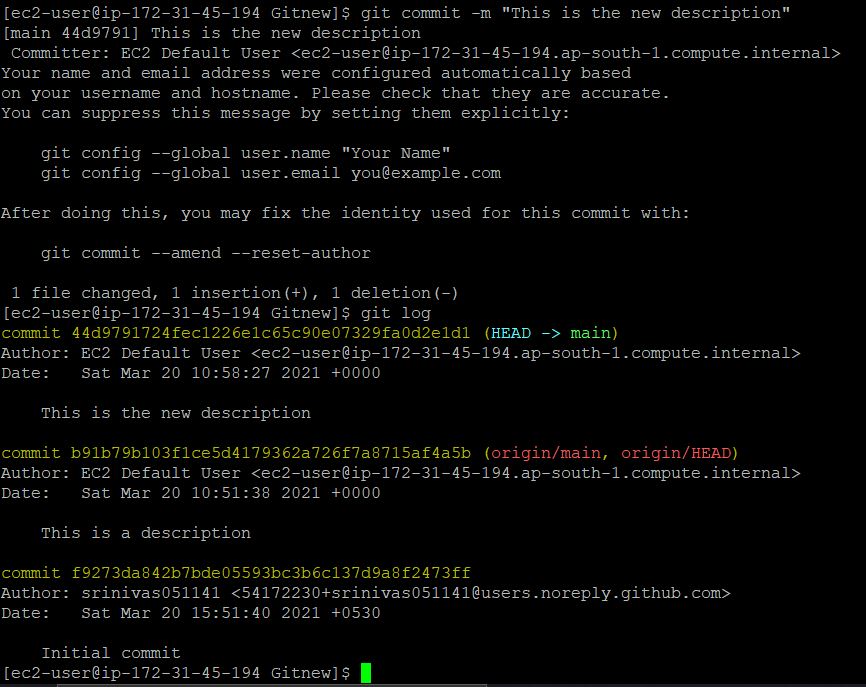 [ec2-user@ip-172-31-45-194 Gitnew]$ git commit -m "This is the new description"
[main 44d9791] This is the new description
 Committer: EC2 Default User <ec2-user@ip-172-31-45-194.ap-south-1.compute.internal>
Your name and email address were configured automatically based
on your username and hostname. Please check that they are accurate.
You can suppress this message by setting them explicitly:

    git config --global user.name "Your Name"
    git config --global user.email you@example.com

After doing this, you may fix the identity used for this commit with:

    git commit --amend --reset-author

 1 file changed, 1 insertion(+), 1 deletion(-)
[ec2-user@ip-172-31-45-194 Gitnew]$ git log
commit 44d9791724fec1226e1c65c90e07329fa0d2e1d1 (HEAD -> main)
Author: EC2 Default User <ec2-user@ip-172-31-45-194.ap-south-1.compute.internal>
Date:   Sat Mar 20 10:58:27 2021 +0000

    This is the new description

commit b91b79b103f1ce5d4179362a726f7a8715af4a5b (origin/main, origin/HEAD)
Author: EC2 Default User <ec2-user@ip-172-31-45-194.ap-south-1.compute.internal>
Date:   Sat Mar 20 10:51:38 2021 +0000

    This is a description

commit f9273da842b7bde05593bc3b6c137d9a8f2473ff
Author: srinivas051141 <54172230+srinivas051141@users.noreply.github.com>
Date:   Sat Mar 20 15:51:40 2021 +0530

    Initial commit
[ec2-user@ip-172-31-45-194 Gitnew]$